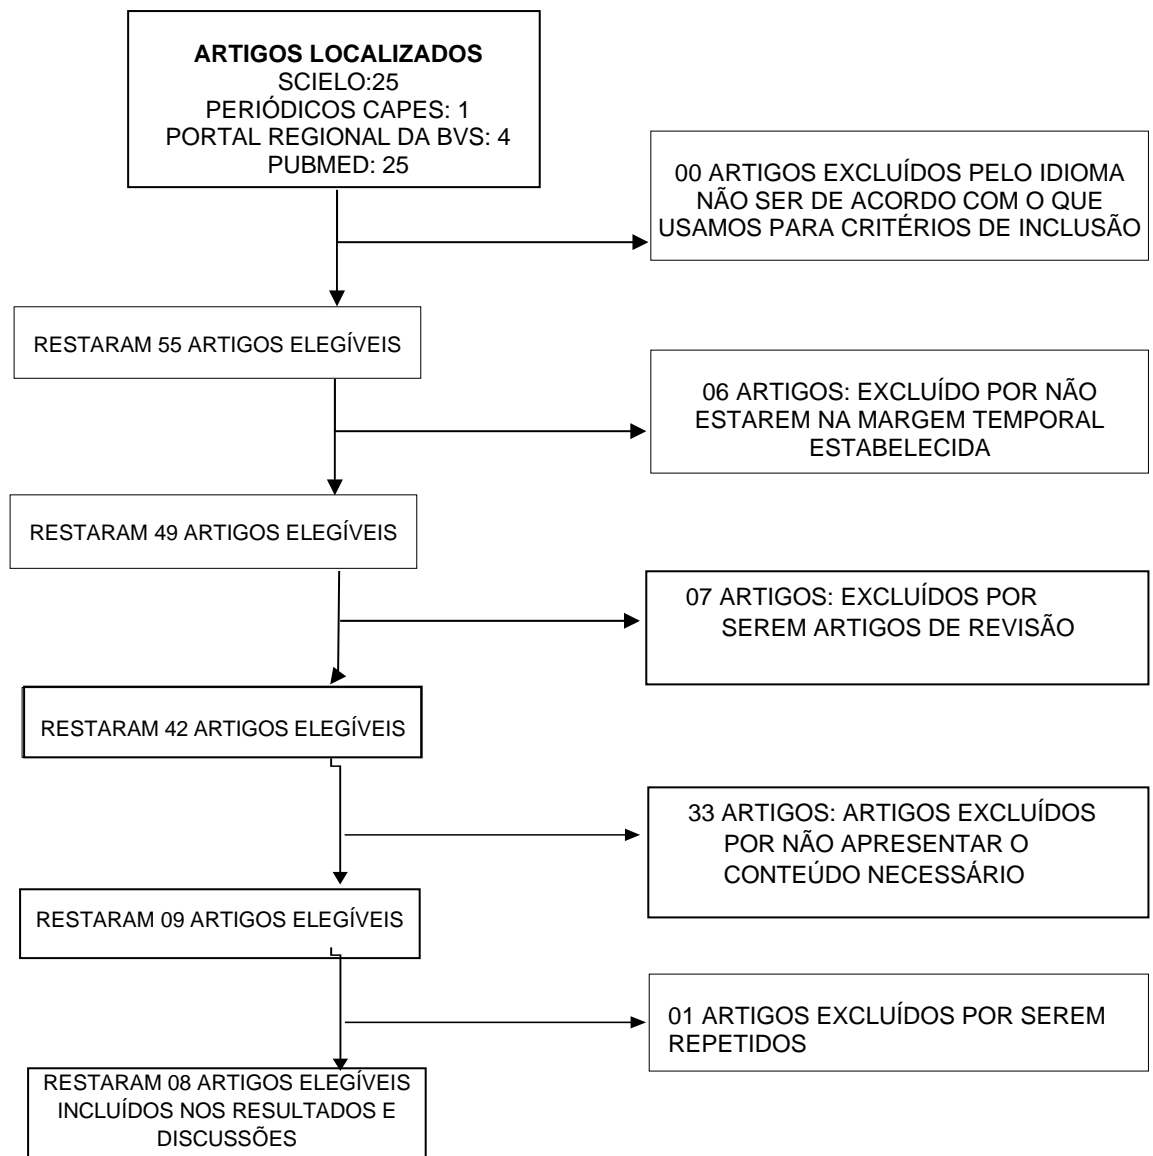 ARTIGOS LOCALIZADOS
SCIELO:25
PERIÓDICOS CAPES: 1
PORTAL REGIONAL DA BVS: 4
PUBMED: 25
00 ARTIGOS EXCLUÍDOS PELO IDIOMA
NÃO SER DE ACORDO COM O QUE
USAMOS PARA CRITÉRIOS DE INCLUSÃO
RESTARAM 55 ARTIGOS ELEGÍVEIS
06 ARTIGOS: EXCLUÍDO POR NÃO
ESTAREM NA MARGEM TEMPORAL
ESTABELECIDA
RESTARAM 49 ARTIGOS ELEGÍVEIS
07 ARTIGOS: EXCLUÍDOS POR
SEREM ARTIGOS DE REVISÃO
RESTARAM 42 ARTIGOS ELEGÍVEIS
33 ARTIGOS: ARTIGOS EXCLUÍDOS
POR NÃO APRESENTAR O
CONTEÚDO NECESSÁRIO
RESTARAM 09 ARTIGOS ELEGÍVEIS
01 ARTIGOS EXCLUÍDOS POR SEREM
REPETIDOS
RESTARAM 08 ARTIGOS ELEGÍVEIS
INCLUÍDOS NOS RESULTADOS E
DISCUSSÕES